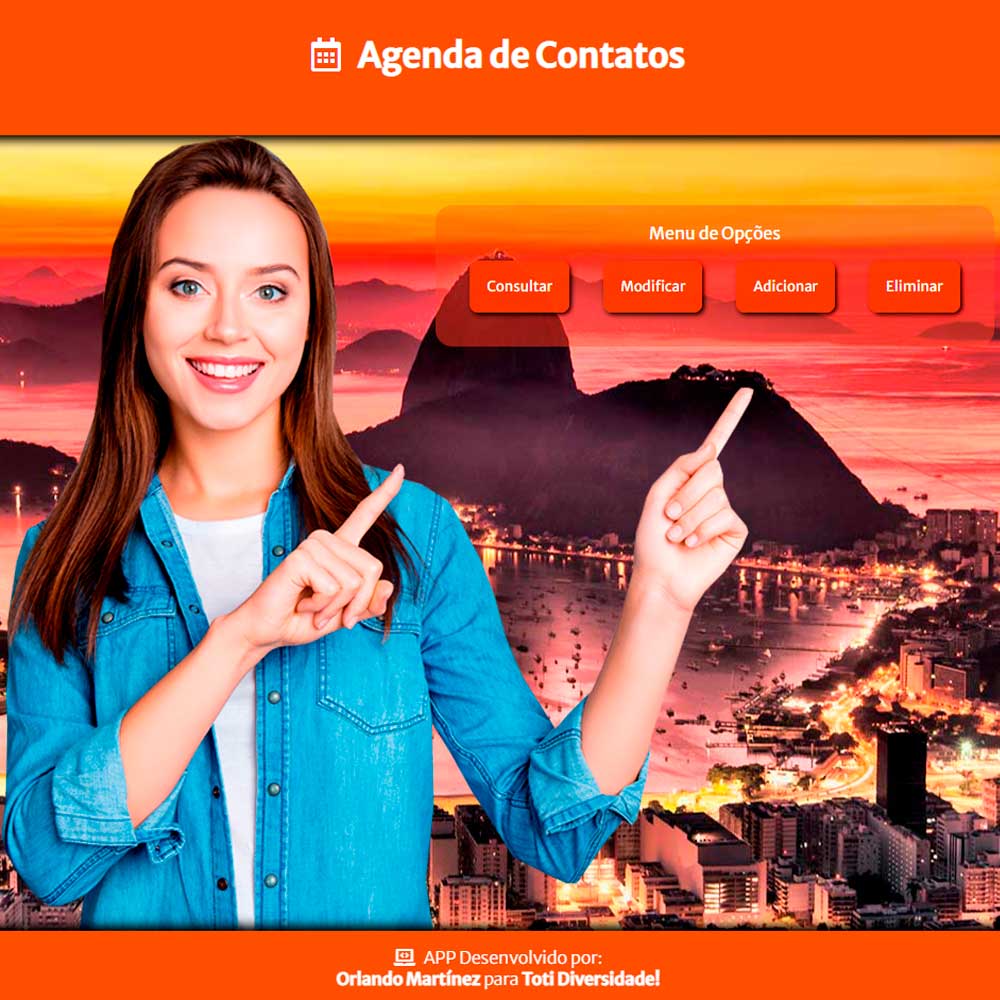 Agenda de Contatos
Menu de Opções
Consultar Modificar Adicionar Eliminar
APP Desenvolvido por:
Orlando Martínez para Toti Diversidade!